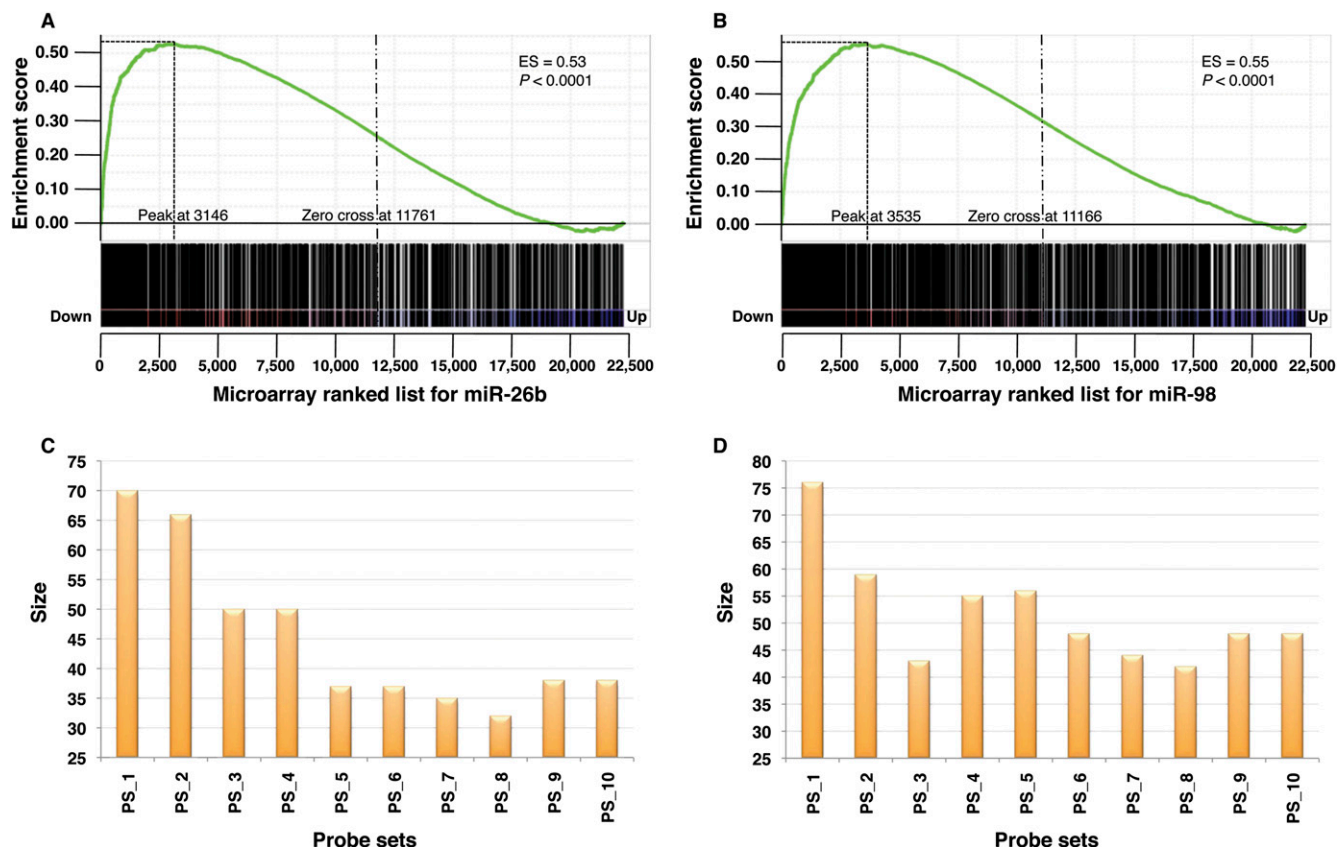 A
Enrichment score
0.50
0.40
0.30
0.20
0.10
0.00
ES = 0.53
P < 0.0001
Peak at 3146
Zero cross at 11761
Down
Up
0 2,500 5,000 7,500 10,000 12,500 15,000 17,500 20,000 22,500
Microarray ranked list for miR-26b
B
Enrichment score
0.50
0.40
0.30
0.20
0.10
0.00
ES = 0.55
P < 0.0001
Peak at 3535
Zero cross at 11166
Down
Up
0 2,500 5,000 7,500 10,000 12,500 15,000 17,500 20,000 22,500
Microarray ranked list for miR-98
C
Size
75
70
65
60
55
50
45
40
35
30
25
PS_1 PS_2 PS_3 PS_4 PS_5 PS_6 PS_7 PS_8 PS_9 PS_10
Probe sets
D
Size
80
75
70
65
60
55
50
45
40
35
30
25
PS_1 PS_2 PS_3 PS_4 PS_5 PS_6 PS_7 PS_8 PS_9 PS_10
Probe sets